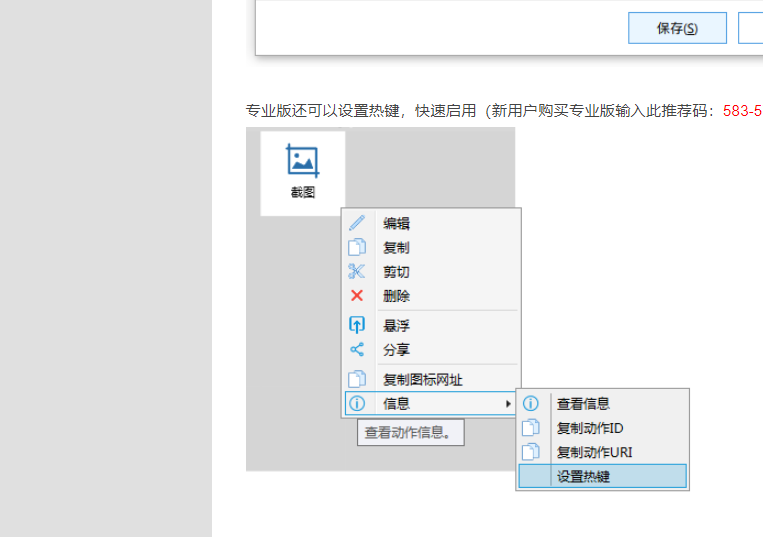 保存(S)
专业版还可以设置热键，快速启用（新用户购买专业版输入此推荐码：583-5
截图
编辑
复制
剪切
删除
悬浮
分享
复制图标网址
信息
查看动作信息。
查看信息
复制动作ID
复制动作URI
设置热键